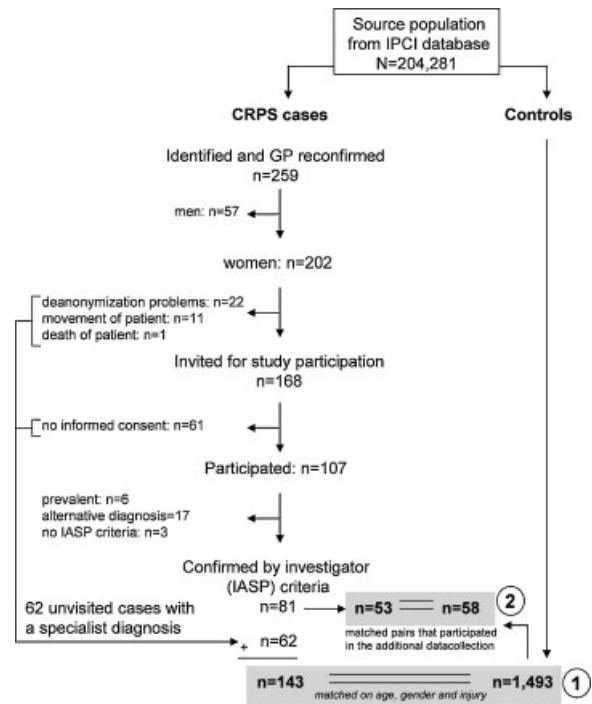 Source population
from IPCI database
N=204,281
CRPS cases
Controls
Identified and GP reconfirmed
n=259
men: n=57
women: n=202
deanonymization problems: n=22
movement of patient: n=11
death of patient: n=1
Invited for study participation
n=168
no informed consent: n=61
Participated: n=107
prevalent: n=6
alternative diagnosis=17
no IASP criteria: n=3
Confirmed by investigator
(IASP) criteria
n=81
n=53
n=58
2
matched pairs that participated
in the additional datacollection
62 unvisited cases with
a specialist diagnosis
+ n=62
n=143
n=1,493
1
matched on age, gender and injury